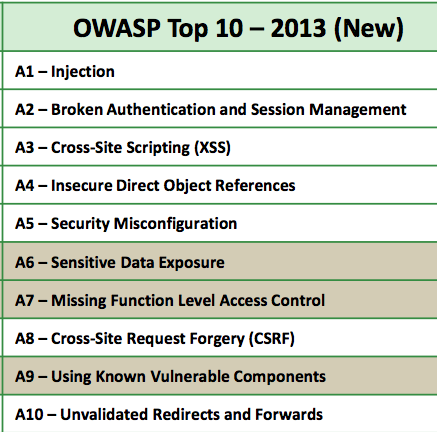 OWASP Top 10 – 2013 (New)
A1 – Injection
A2 – Broken Authentication and Session Management
A3 – Cross-Site Scripting (XSS)
A4 – Insecure Direct Object References
A5 – Security Misconfiguration
A6 – Sensitive Data Exposure
A7 – Missing Function Level Access Control
A8 – Cross-Site Request Forgery (CSRF)
A9 – Using Known Vulnerable Components
A10 – Unvalidated Redirects and Forwards